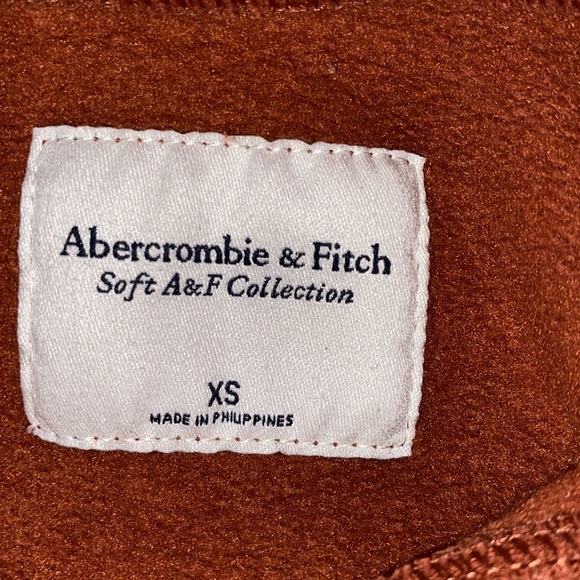 Abercrombie & Fitch
Soft A&F Collection
XS
MADE IN PHILIPPINES